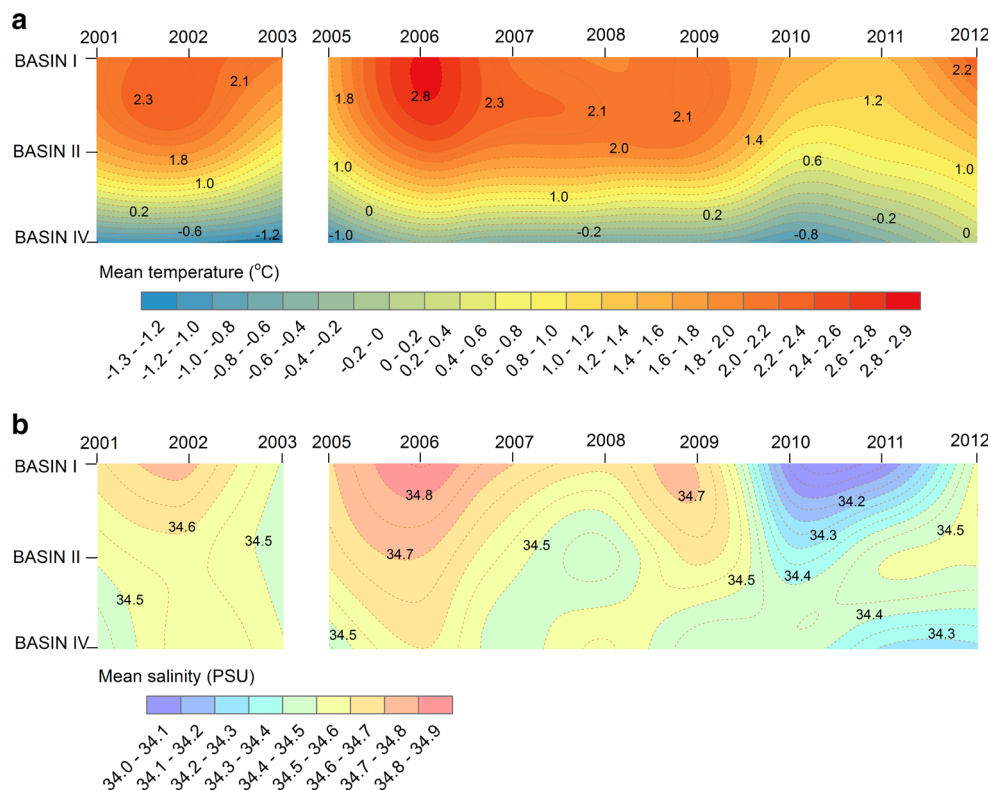 a
2001 2002 2003 2005 2006 2007 2008 2009 2010 2011 2012
BASIN I
2.3 2.1 1.8 2.8 2.3 2.1 2.1 1.2 2.2
BASIN II
1.8 1.0 2.0 1.4 0.6 1.0
1.0 1.0
0.2 0 0.2 -0.2
BASIN IV
-0.6 -1.2 -1.0 -0.2 -0.8 0
Mean temperature (°C)
-1.3 - -1.2
-1.2 - -1.0
-1.0 - -0.8
-0.8 - -0.6
-0.6 - -0.4
-0.4 - -0.2
-0.2 - 0
0 - 0.2
0.2 - 0.4
0.4 - 0.6
0.6 - 0.8
0.8 - 1.0
1.0 - 1.2
1.2 - 1.4
1.4 - 1.6
1.6 - 1.8
1.8 - 2.0
2.0 - 2.2
2.2 - 2.4
2.4 - 2.6
2.6 - 2.8
2.8 - 2.9
b
2001 2002 2003 2005 2006 2007 2008 2009 2010 2011 2012
BASIN I
34.8 34.7 34.2
34.6 34.5 34.3 34.5
BASIN II
34.7 34.5
34.5 34.5 34.4
34.4
BASIN IV
34.5 34.3
Mean salinity (PSU)
34.0 - 34.1
34.1 - 34.2
34.2 - 34.3
34.3 - 34.4
34.4 - 34.5
34.5 - 34.6
34.6 - 34.7
34.7 - 34.8
34.8 - 34.9